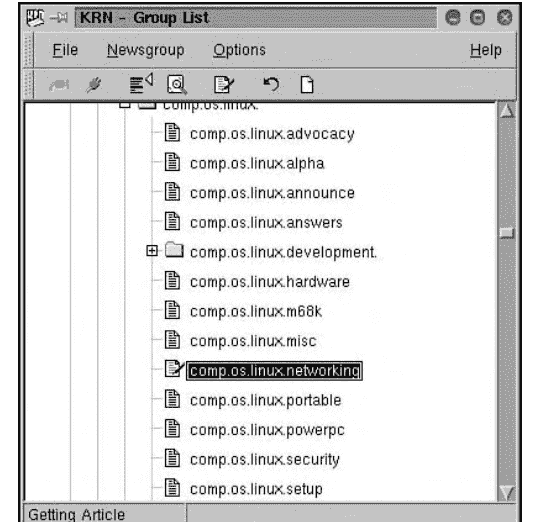 KRN - Group List
File Newsgroup Options Help
comp.os.linux.
comp.os.linux.advocacy
comp.os.linux.alpha
comp.os.linux.announce
comp.os.linux.answers
comp.os.linux.development.
comp.os.linux.hardware
comp.os.linux.m68k
comp.os.linux.misc
comp.os.linux.networking
comp.os.linux.portable
comp.os.linux.powerpc
comp.os.linux.security
comp.os.linux.setup
Getting Article